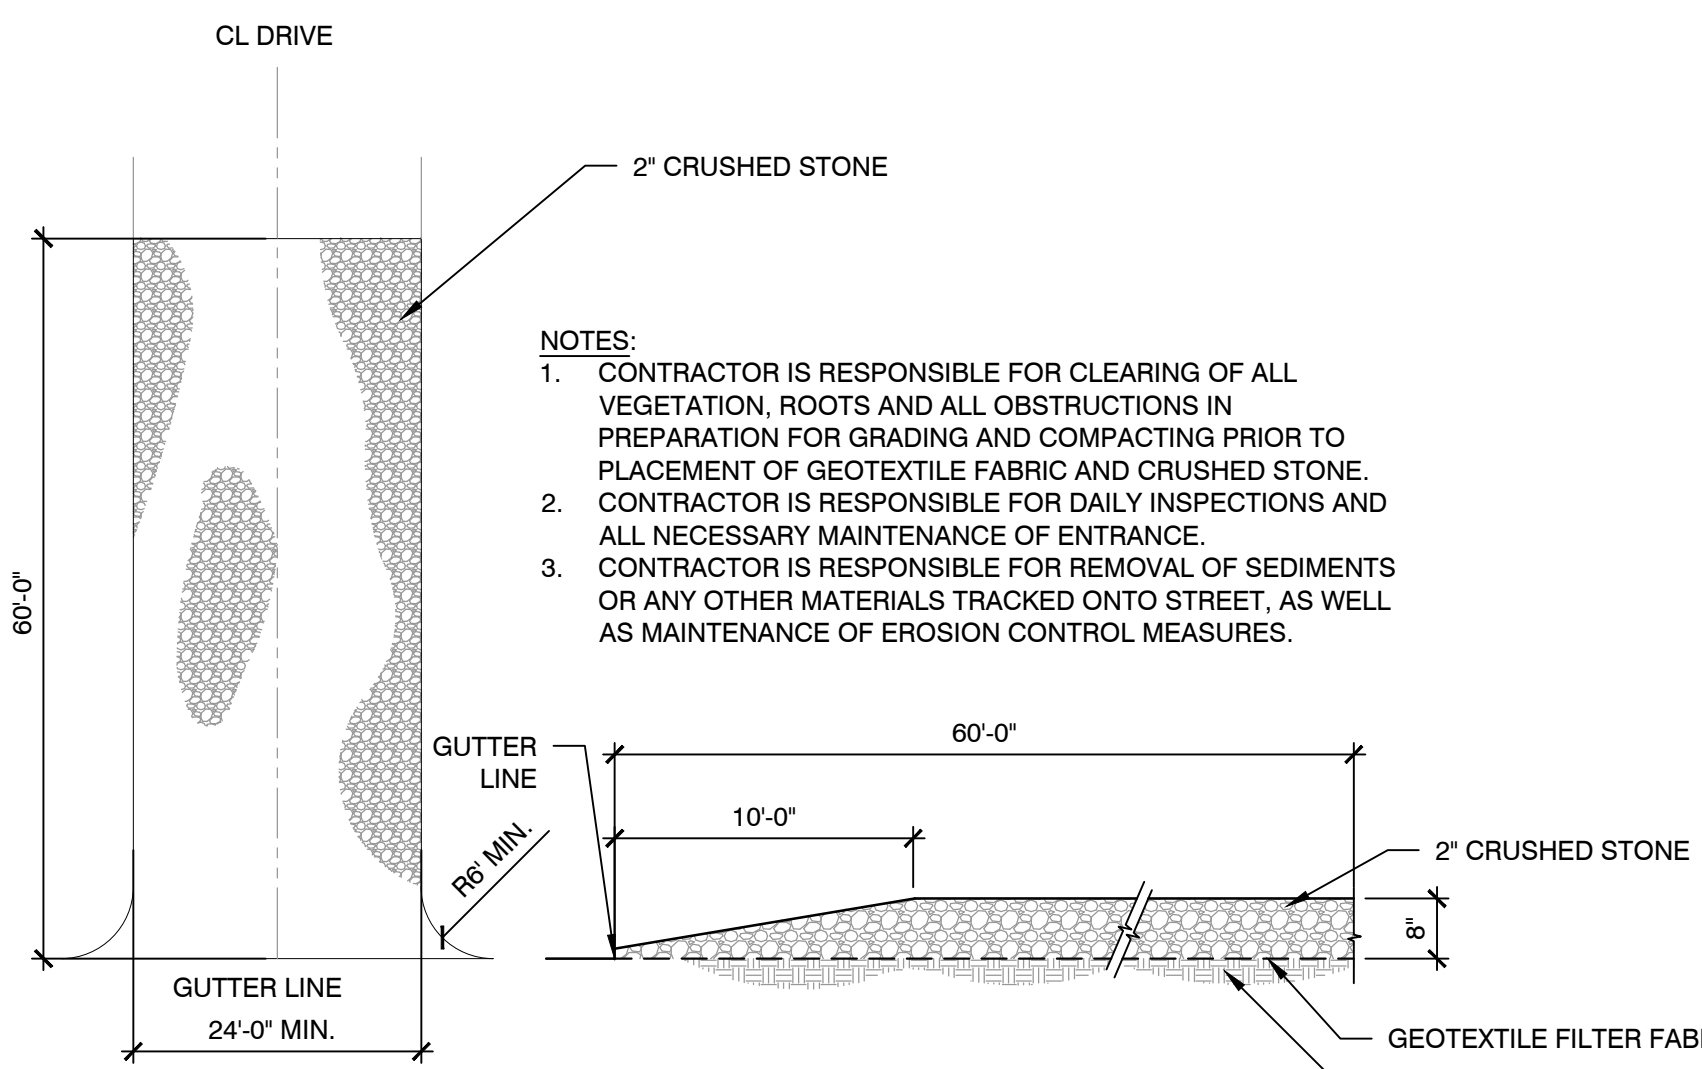 CL DRIVE
2" CRUSHED STONE
60'-0"
NOTES:
1. CONTRACTOR IS RESPONSIBLE FOR CLEARING OF ALL
VEGETATION, ROOTS AND ALL OBSTRUCTIONS IN
PREPARATION FOR GRADING AND COMPACTING PRIOR TO
PLACEMENT OF GEOTEXTILE FABRIC AND CRUSHED STONE.
2. CONTRACTOR IS RESPONSIBLE FOR DAILY INSPECTIONS AND
ALL NECESSARY MAINTENANCE OF ENTRANCE.
3. CONTRACTOR IS RESPONSIBLE FOR REMOVAL OF SEDIMENTS
OR ANY OTHER MATERIALS TRACKED ONTO STREET, AS WELL
AS MAINTENANCE OF EROSION CONTROL MEASURES.
R6' MIN.
GUTTER LINE
24'-0" MIN.
GUTTER
LINE
60'-0"
10'-0"
2" CRUSHED STONE
8"
GEOTEXTILE FILTER